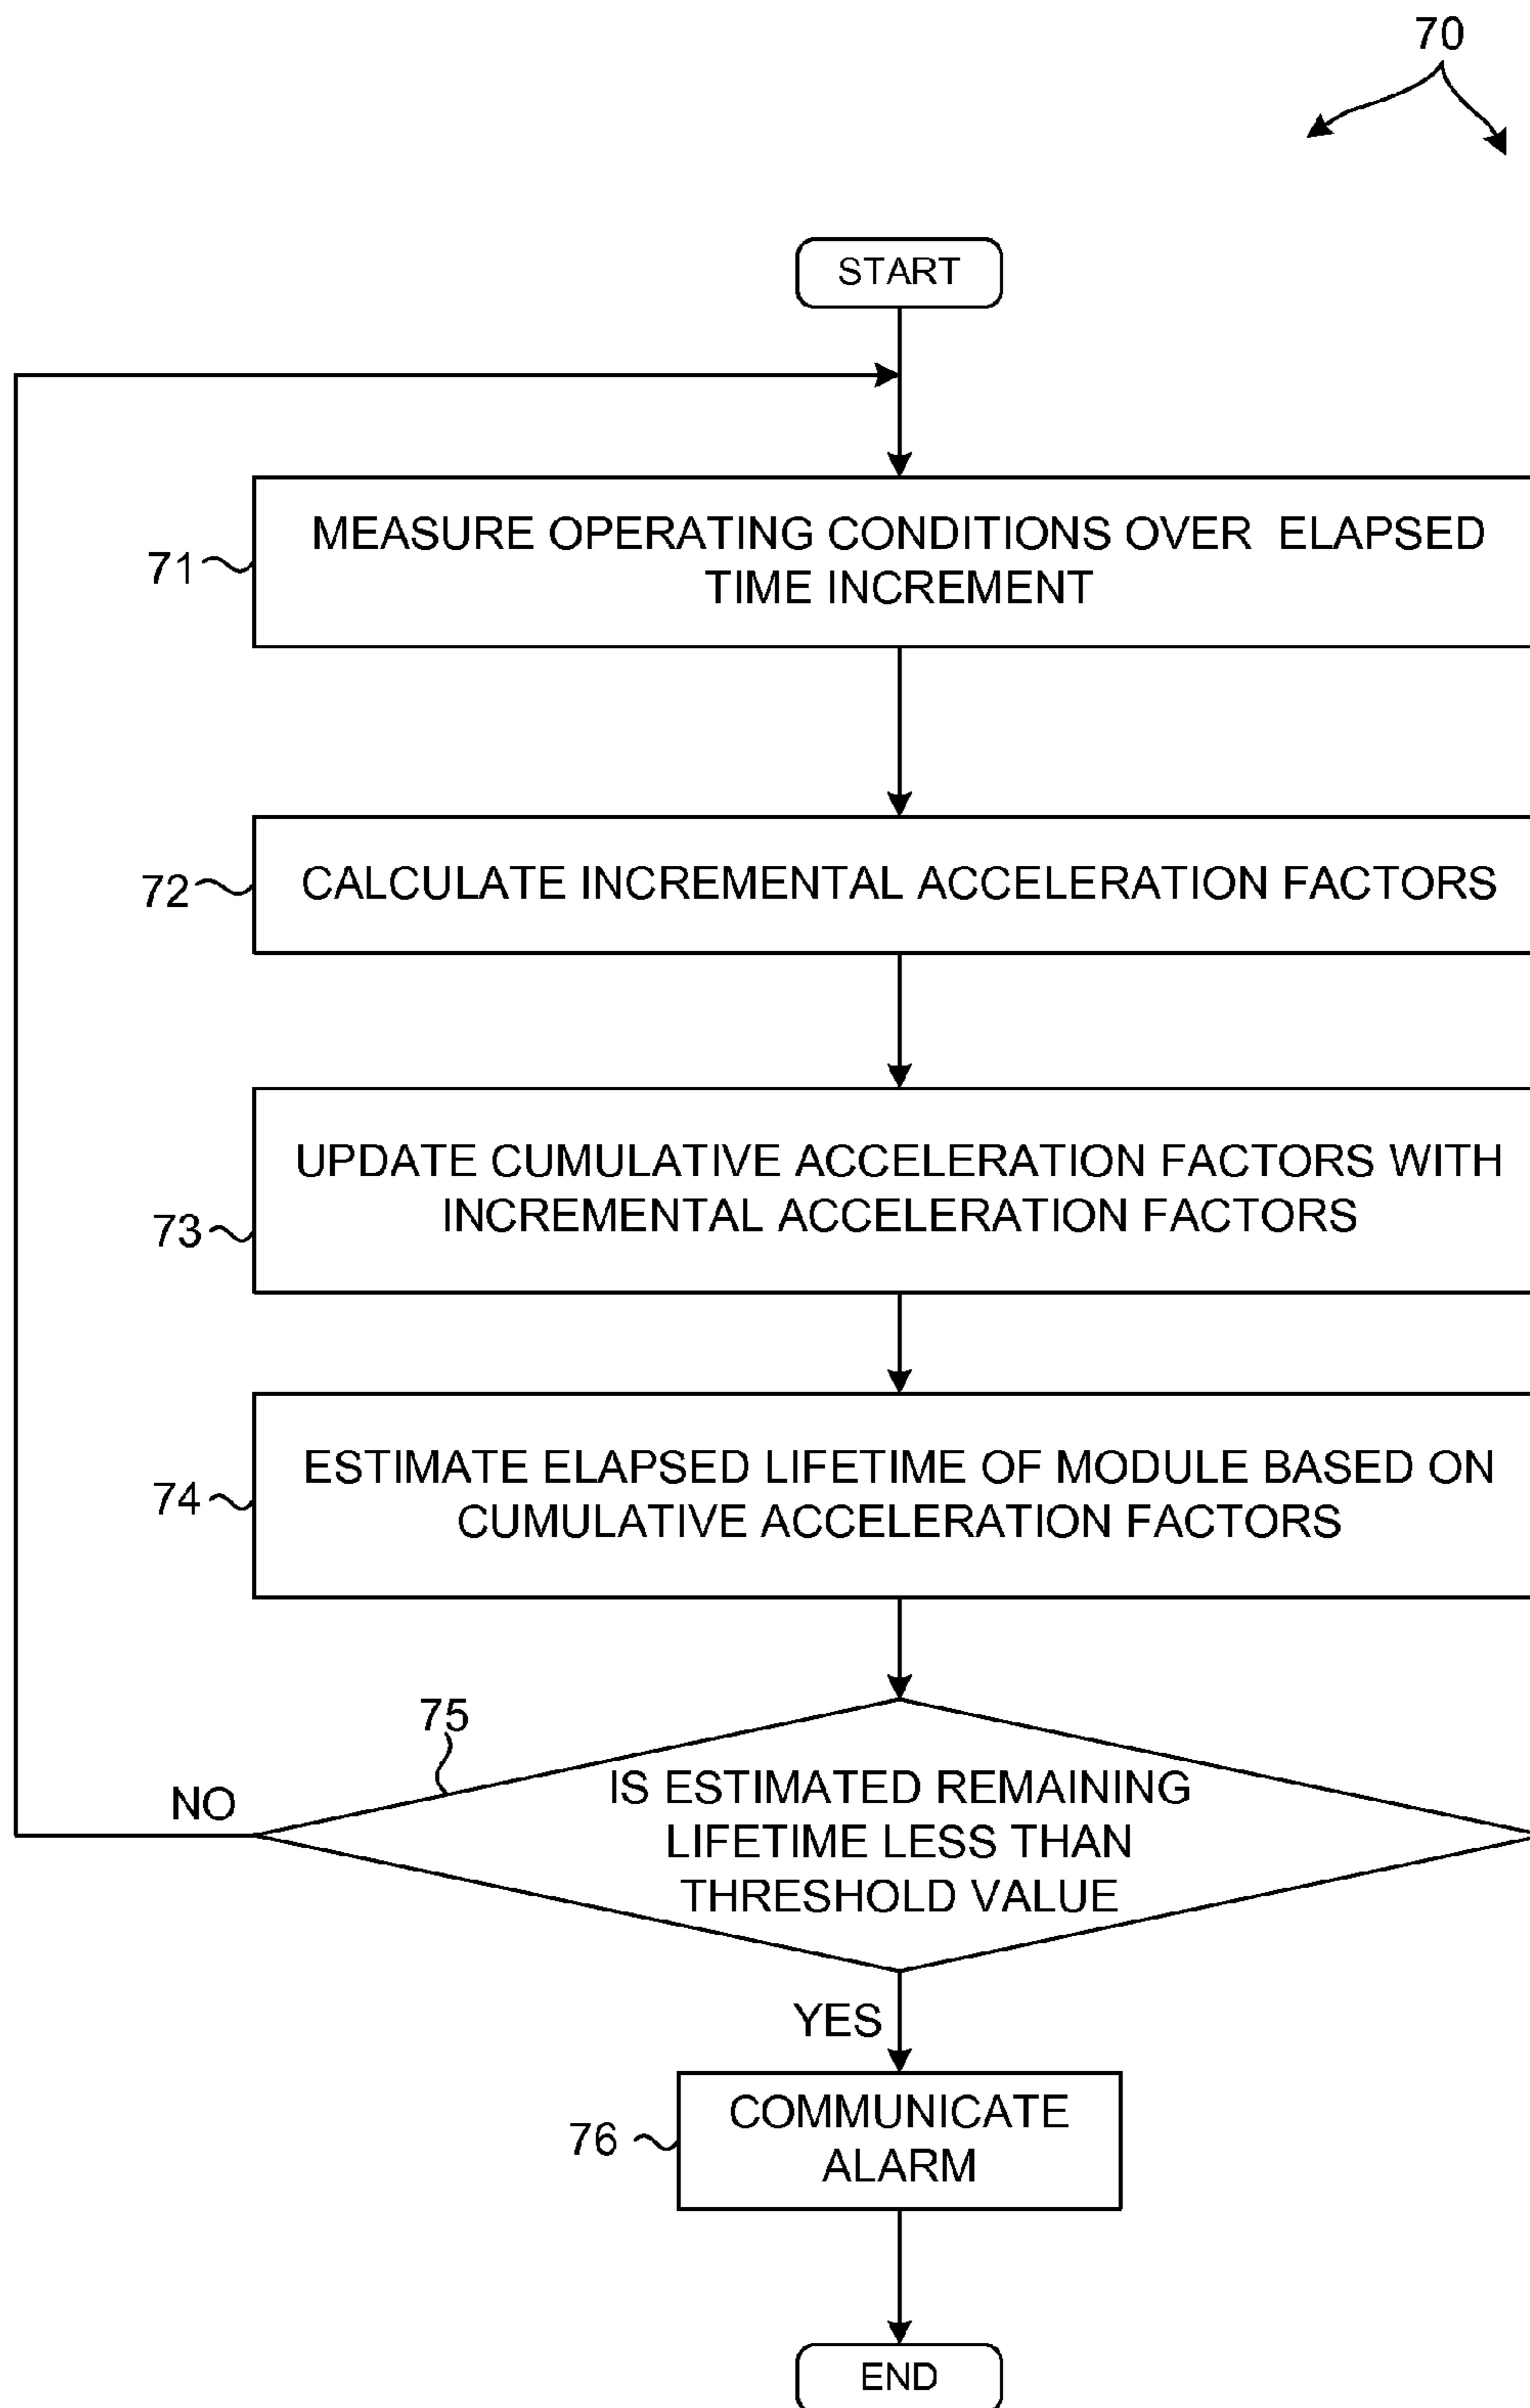 70
START
MEASURE OPERATING CONDITIONS OVER ELAPSED
TIME INCREMENT
71
CALCULATE INCREMENTAL ACCELERATION FACTORS
72
UPDATE CUMULATIVE ACCELERATION FACTORS WITH
INCREMENTAL ACCELERATION FACTORS
73
ESTIMATE ELAPSED LIFETIME OF MODULE BASED ON
CUMULATIVE ACCELERATION FACTORS
74
75
NO
IS ESTIMATED REMAINING
LIFETIME LESS THAN
THRESHOLD VALUE
YES
COMMUNICATE
ALARM
76
END